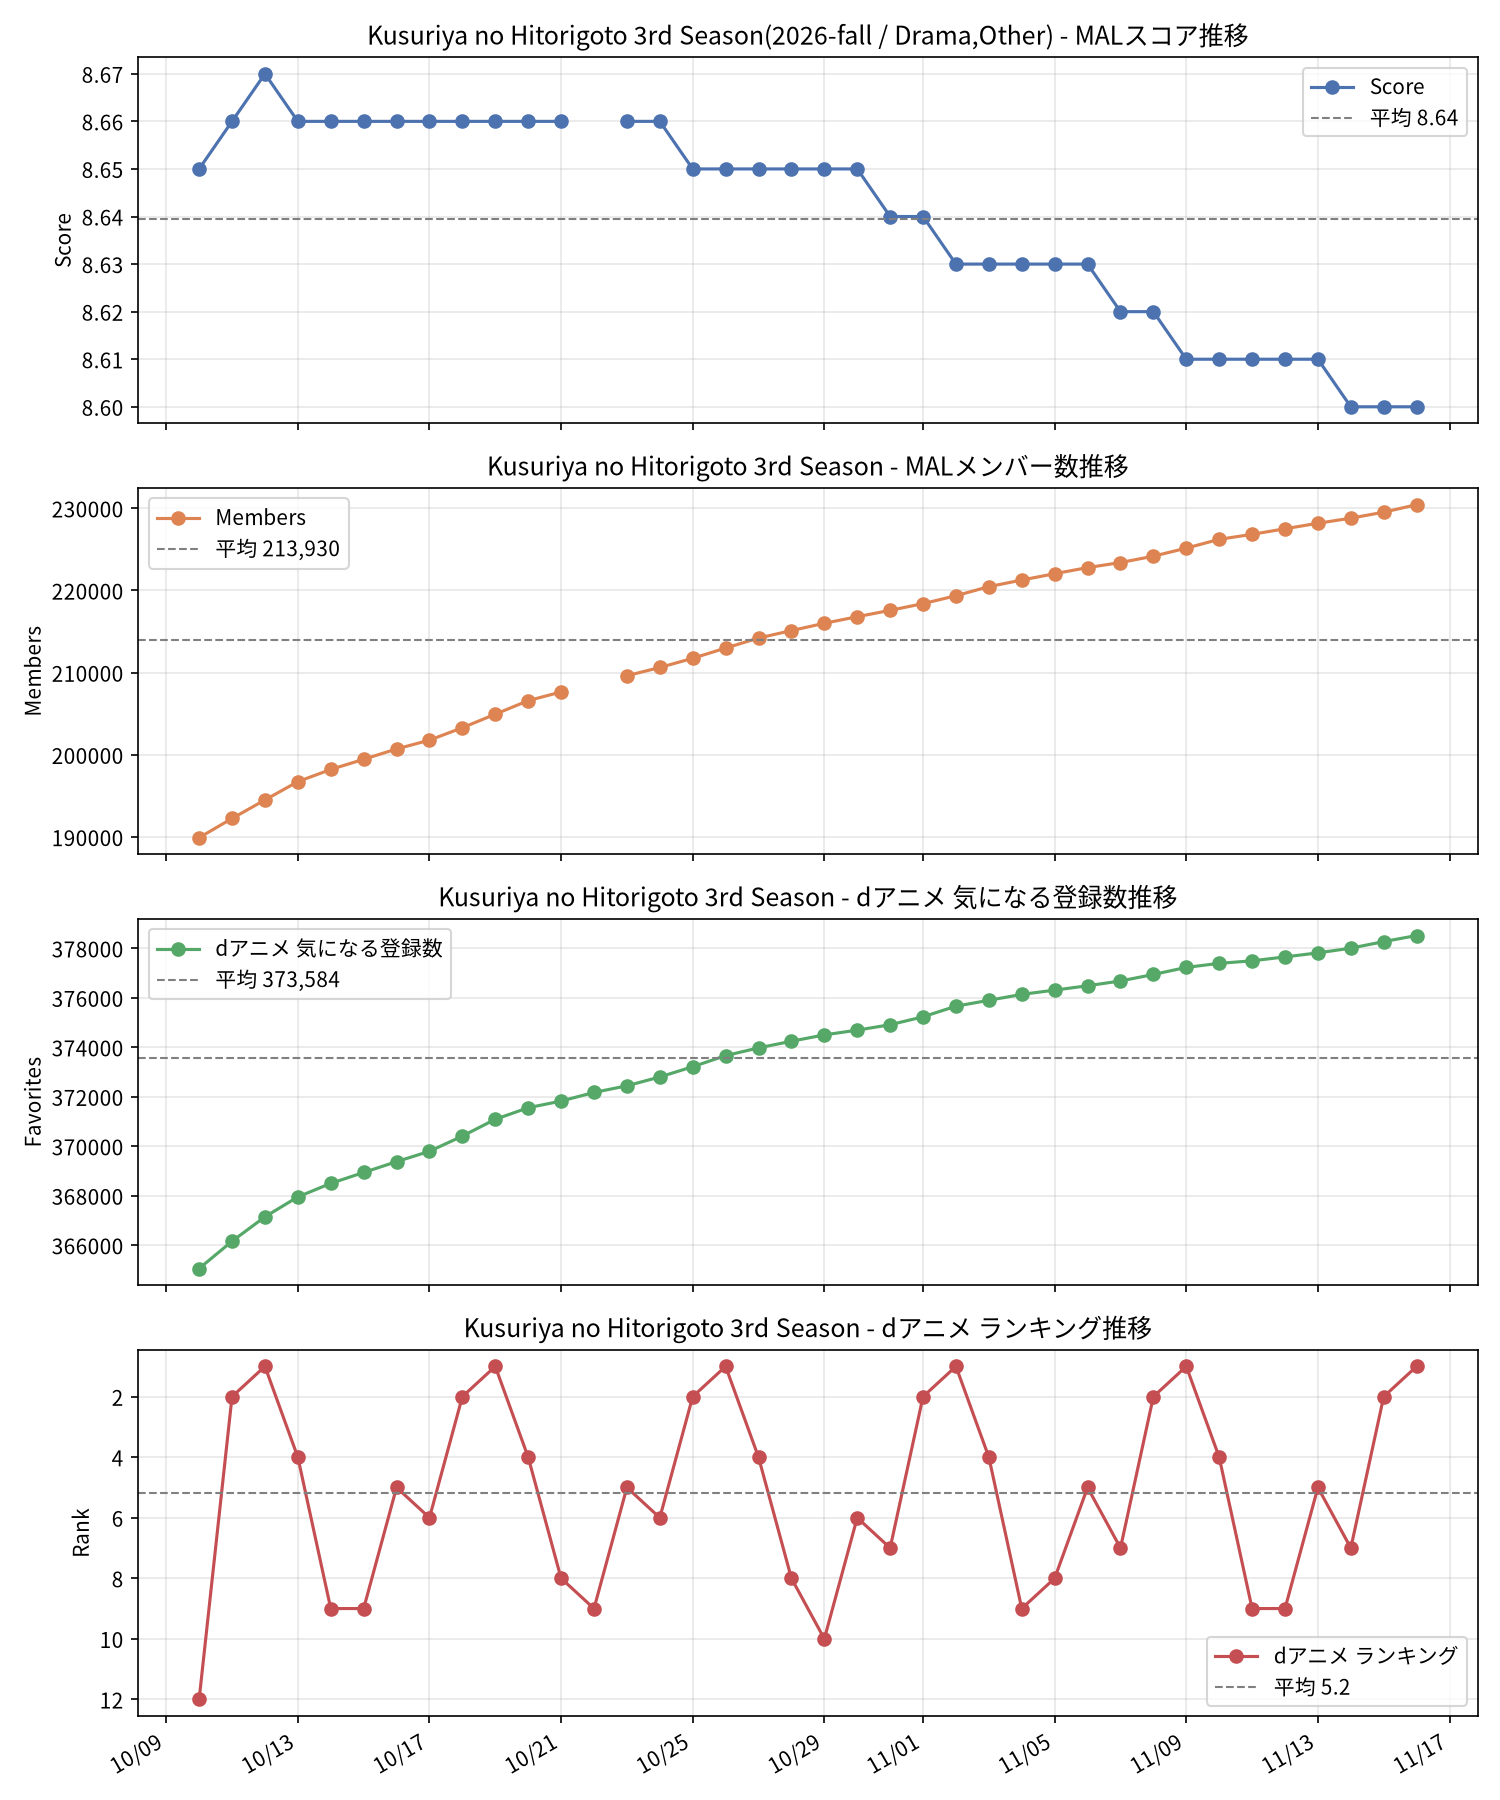 Kusuriya no Hitorigoto 3rd Season(2026-fall / Drama,Other) - MALスコア推移
8.67
8.66
8.65
8.64
8.63
8.62
8.61
8.60
Score
Score
平均 8.64
Kusuriya no Hitorigoto 3rd Season - MALメンバー数推移
230000
220000
210000
200000
190000
Members
Members
平均 213,930
Kusuriya no Hitorigoto 3rd Season - dアニメ 気になる登録数推移
378000
376000
374000
372000
370000
368000
366000
Favorites
dアニメ 気になる登録数
平均 373,584
Kusuriya no Hitorigoto 3rd Season - dアニメ ランキング推移
2
4
6
8
10
12
Rank
dアニメ ランキング
平均 5.2
10/09
10/13
10/17
10/21
10/25
10/29
11/01
11/05
11/09
11/13
11/17